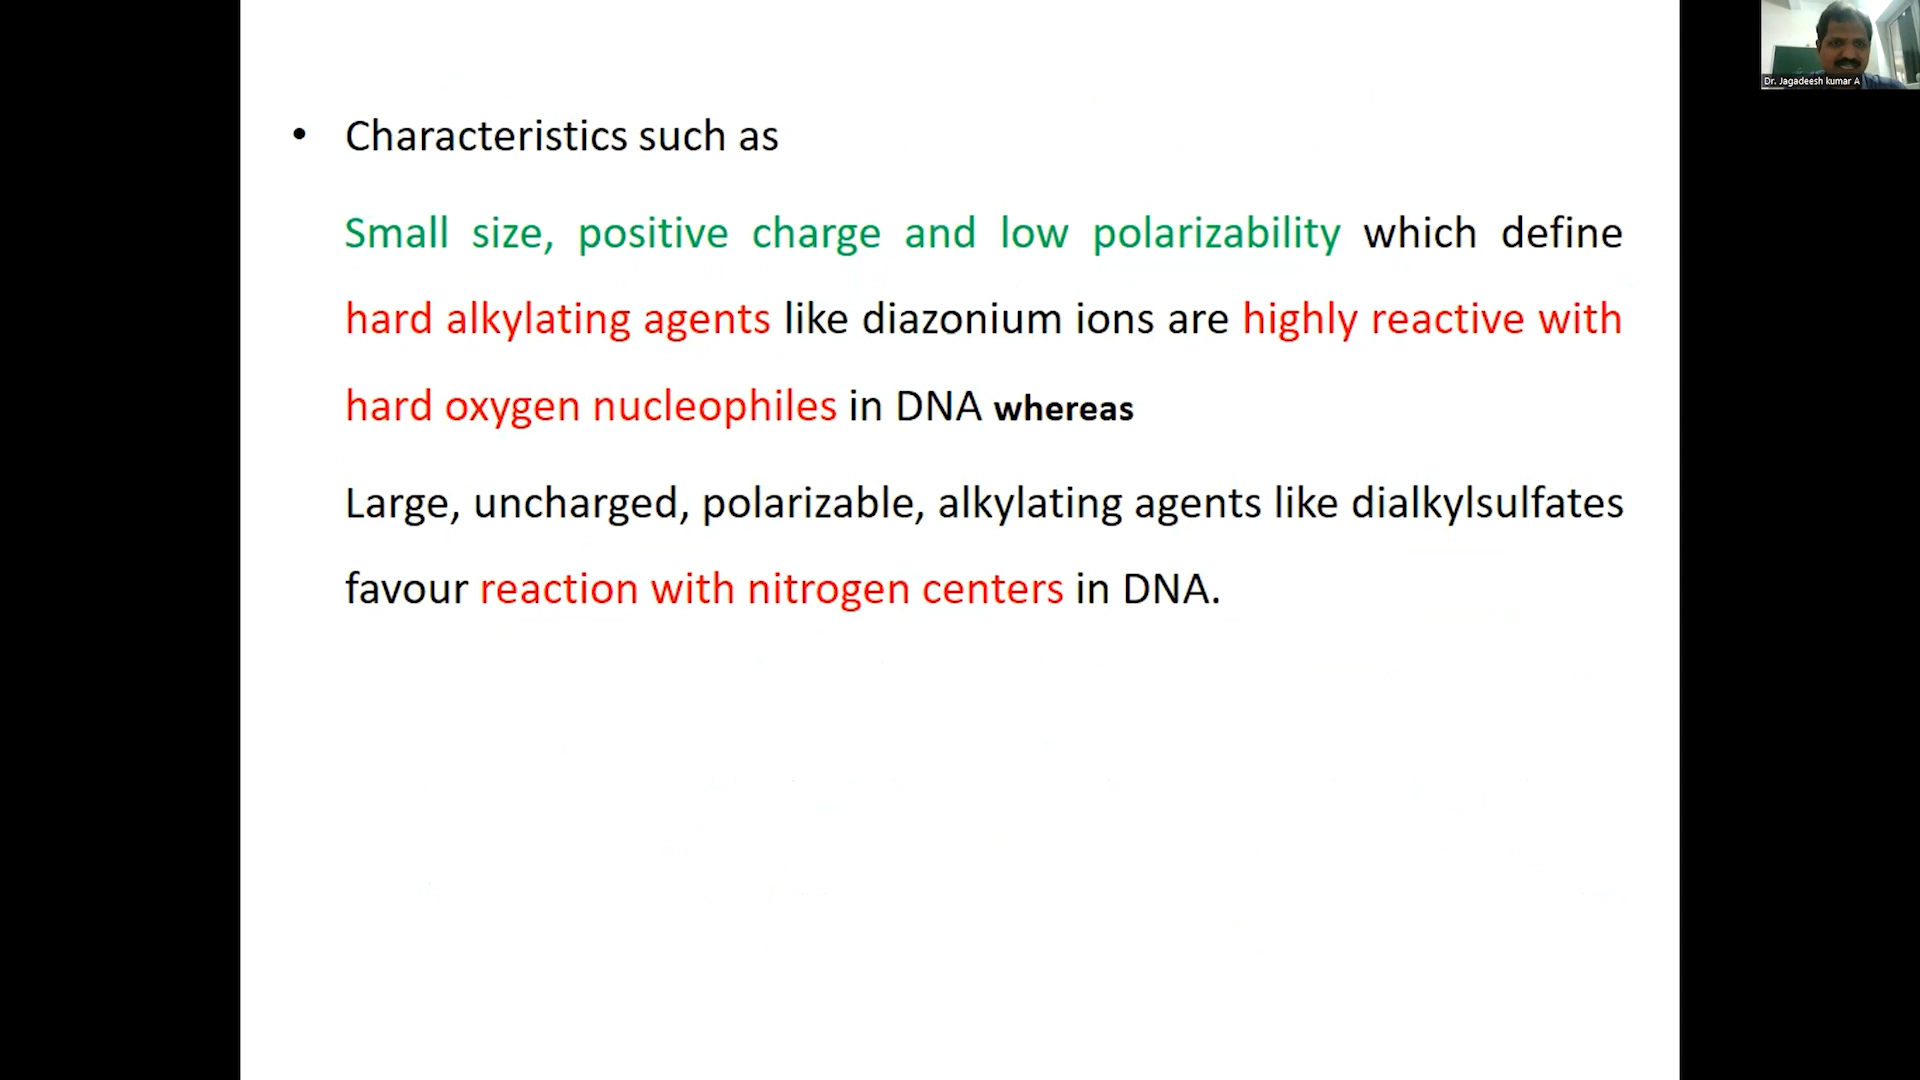 Dr. Jagadeesh kumar A
• Characteristics such as
Small size, positive charge and low polarizability which define
hard alkylating agents like diazonium ions are highly reactive with
hard oxygen nucleophiles in DNA whereas
Large, uncharged, polarizable, alkylating agents like dialkylsulfates
favour reaction with nitrogen centers in DNA.